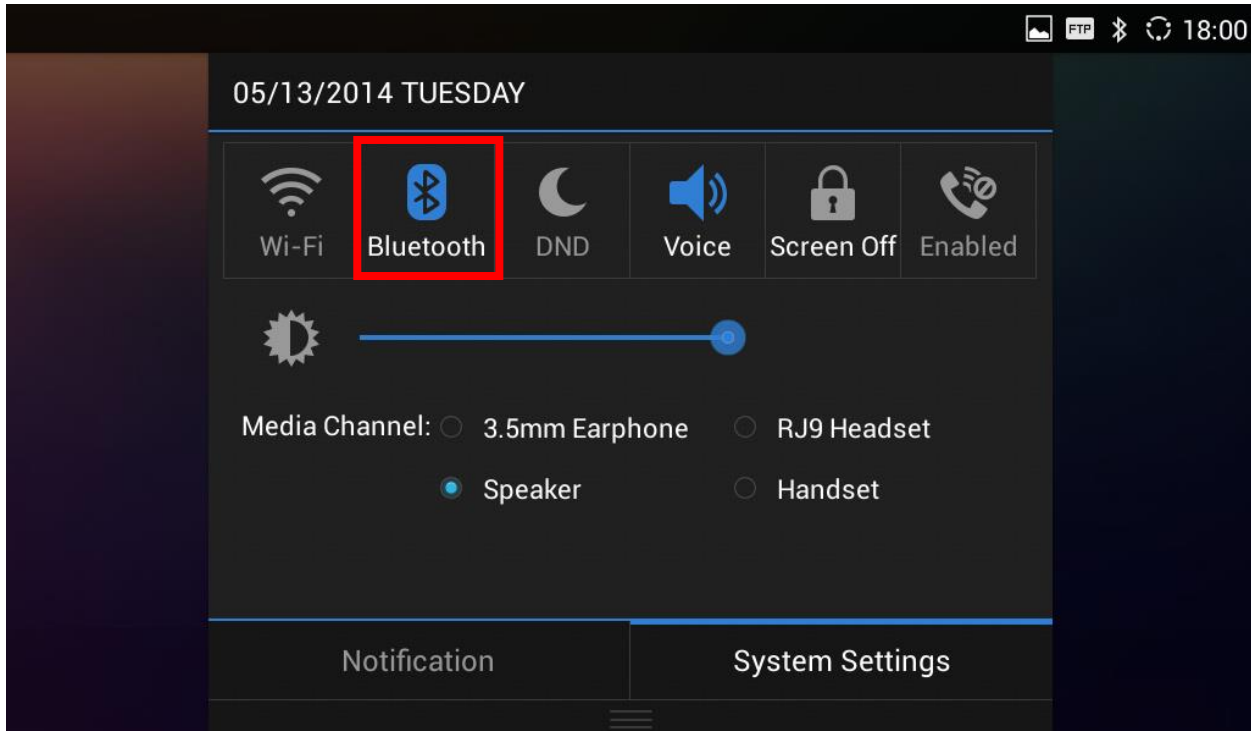 FTP 18:00
05/13/2014 TUESDAY
Wi-Fi Bluetooth DND Voice Screen Off Enabled
Media Channel: 3.5mm Earphone RJ9 Headset
Speaker Handset
Notification System Settings